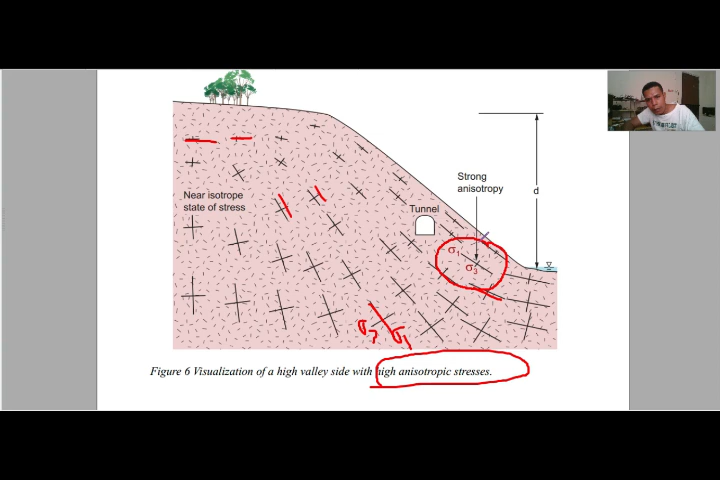 Strong
anisotropy
d
Near isotrope
state of stress
Tunnel
σ1
σ3
σ3 σ1
Figure 6 Visualization of a high valley side with high anisotropic stresses.